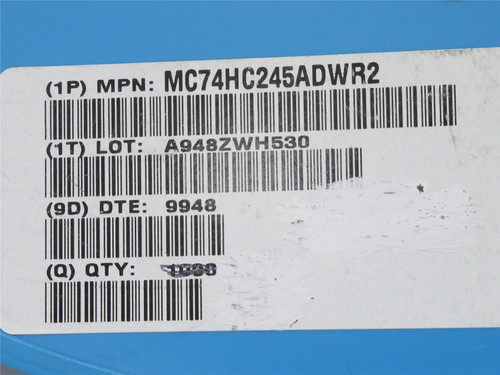 (1P) MPN: MC74HC245ADWR2
(1T) LOT: A948ZWH530
(9D) DTE: 9948
(Q) QTY: